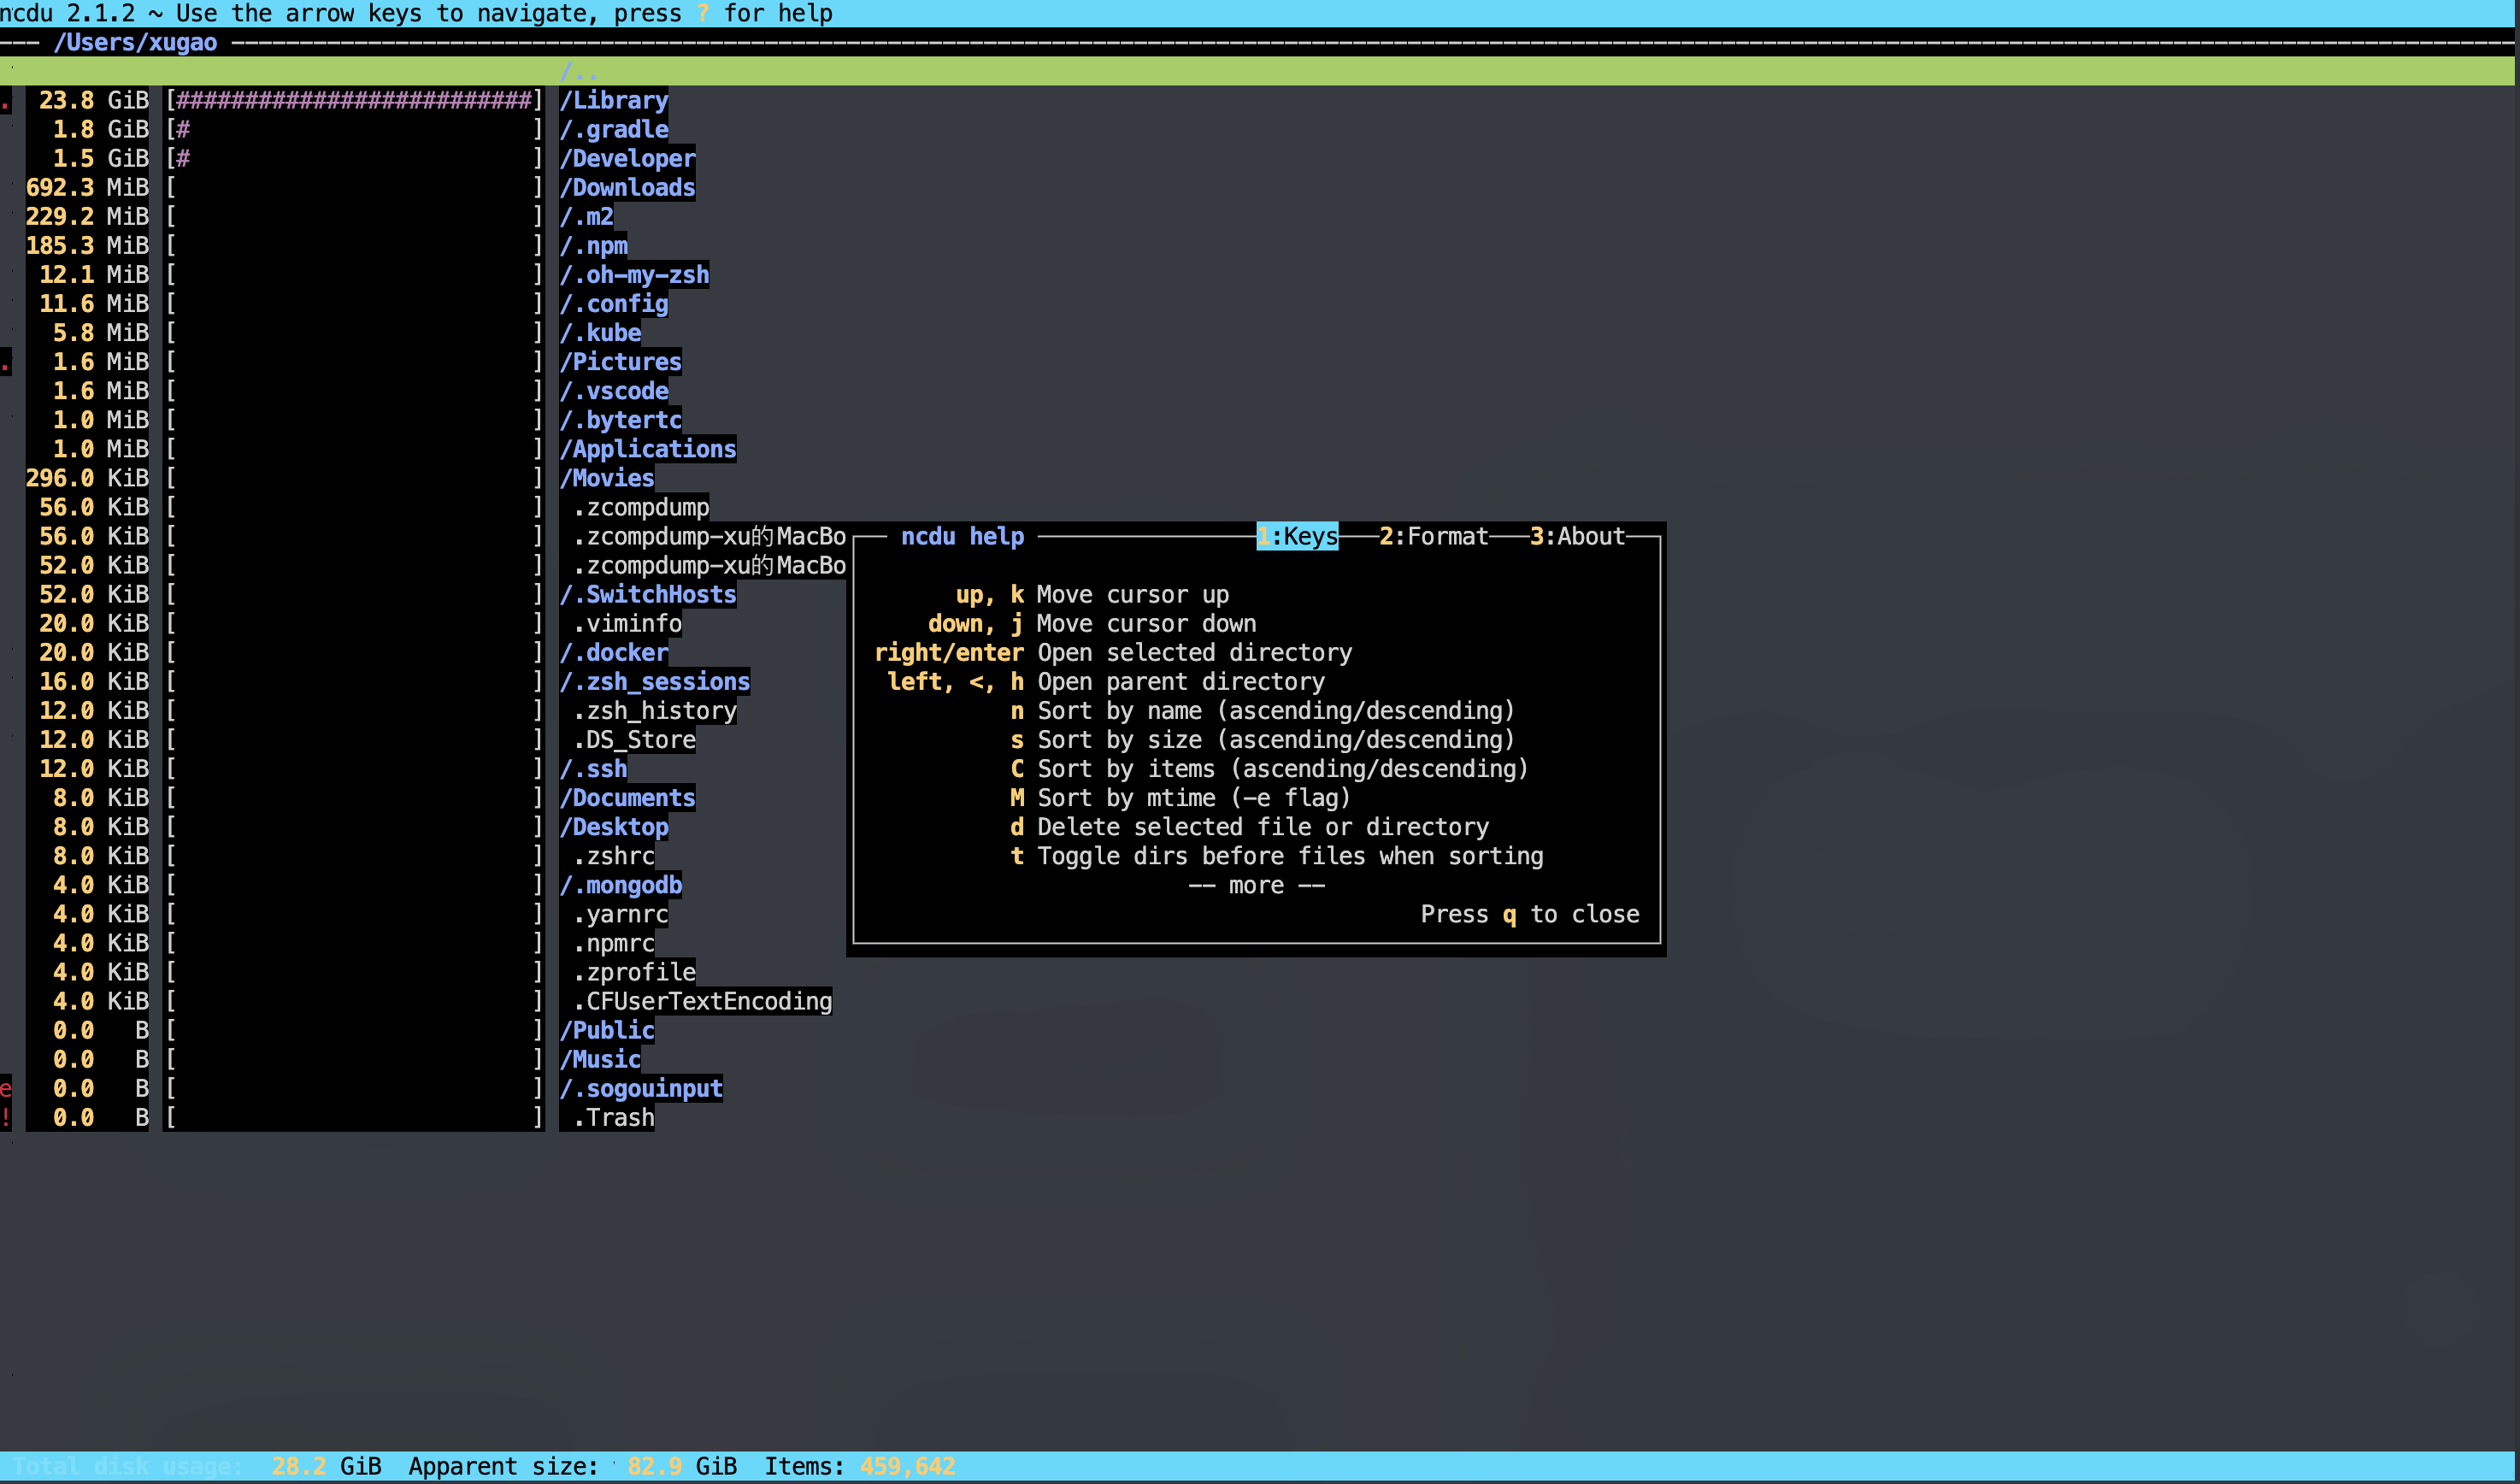 ncdu 2.1.2 ~ Use the arrow keys to navigate, press ? for help
--- /Users/xugao ---
/..
. 23.8 GiB [##########################] /Library
1.8 GiB [# ] /.gradle
1.5 GiB [# ] /Developer
692.3 MiB [ ] /Downloads
229.2 MiB [ ] /.m2
185.3 MiB [ ] /.npm
12.1 MiB [ ] /.oh-my-zsh
11.6 MiB [ ] /.config
5.8 MiB [ ] /.kube
. 1.6 MiB [ ] /Pictures
1.6 MiB [ ] /.vscode
1.0 MiB [ ] /.bytertc
1.0 MiB [ ] /Applications
296.0 KiB [ ] /Movies
56.0 KiB [ ] .zcompdump
56.0 KiB [ ] .zcompdump-xu的MacBo
52.0 KiB [ ] .zcompdump-xu的MacBo
52.0 KiB [ ] /.SwitchHosts
20.0 KiB [ ] .viminfo
20.0 KiB [ ] /.docker
16.0 KiB [ ] /.zsh_sessions
12.0 KiB [ ] .zsh_history
12.0 KiB [ ] .DS_Store
12.0 KiB [ ] /.ssh
8.0 KiB [ ] /Documents
8.0 KiB [ ] /Desktop
8.0 KiB [ ] .zshrc
4.0 KiB [ ] /.mongodb
4.0 KiB [ ] .yarnrc
4.0 KiB [ ] .npmrc
4.0 KiB [ ] .zprofile
4.0 KiB [ ] .CFUserTextEncoding
0.0 B [ ] /Public
0.0 B [ ] /Music
e 0.0 B [ ] /.sogouinput
! 0.0 B [ ] .Trash
ncdu help 1:Keys 2:Format 3:About
up, k Move cursor up
down, j Move cursor down
right/enter Open selected directory
left, <, h Open parent directory
n Sort by name (ascending/descending)
s Sort by size (ascending/descending)
C Sort by items (ascending/descending)
M Sort by mtime (-e flag)
d Delete selected file or directory
t Toggle dirs before files when sorting
-- more --
Press q to close
Total disk usage: 28.2 GiB Apparent size: 82.9 GiB Items: 459,642